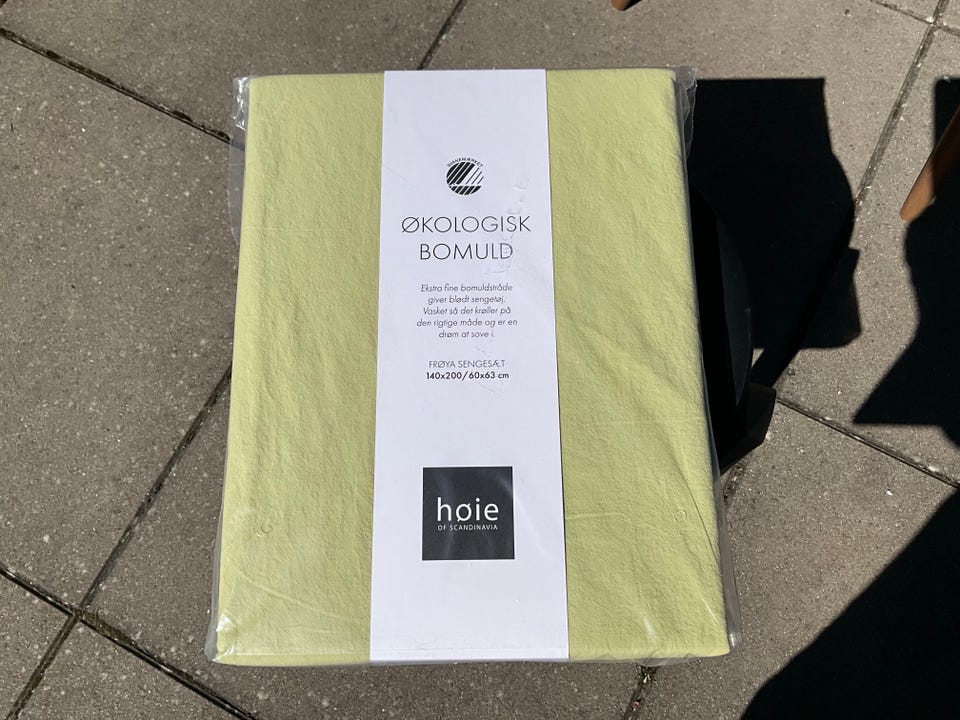 SVANEMÆRKET
ØKOLOGISK
BOMULD
Ekstra fine bomuldstråde
giver blødt sengetøj.
Vasket så det krøller på
den rigtige måde og er en
drøm at sove i.
FRØYA SENGESÆT
140x200/60x63 cm
høie
OF SCANDINAVIA